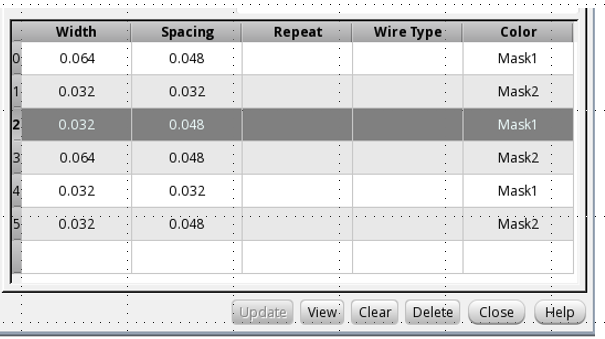 Width Spacing Repeat Wire Type Color
0 0.064 0.048 Mask1
1 0.032 0.032 Mask2
2 0.032 0.048 Mask1
3 0.064 0.048 Mask2
4 0.032 0.032 Mask1
5 0.032 0.048 Mask2
Update View Clear Delete Close Help